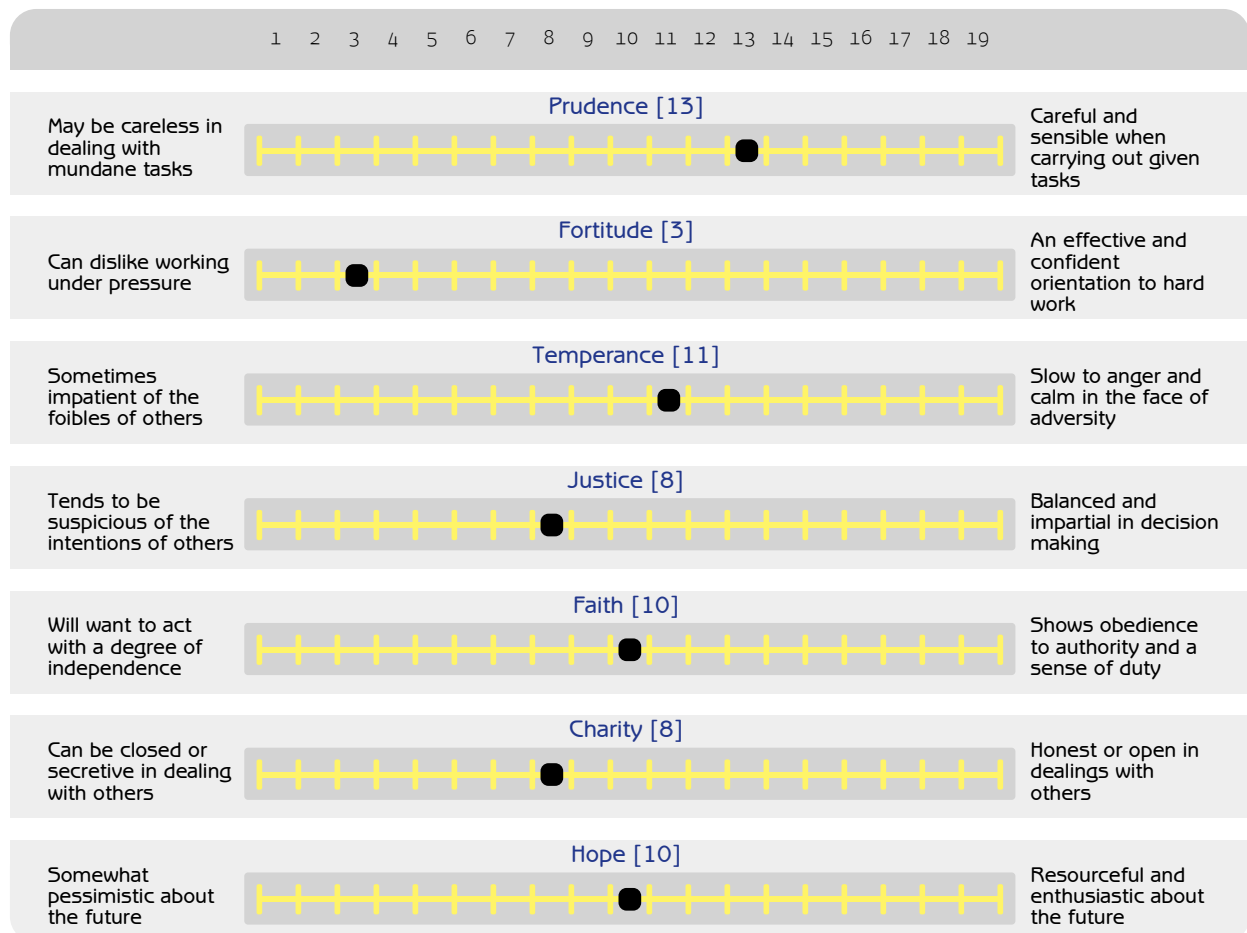 1 2 3 4 5 6 7 8 9 10 11 12 13 14 15 16 17 18 19
Prudence [13]
May be careless in
dealing with
mundane tasks
Careful and
sensible when
carrying out given
tasks
Fortitude [3]
Can dislike working
under pressure
An effective and
confident
orientation to hard
work
Temperance [11]
Sometimes
impatient of the
foibles of others
Slow to anger and
calm in the face of
adversity
Justice [8]
Tends to be
suspicious of the
intentions of others
Balanced and
impartial in decision
making
Faith [10]
Will want to act
with a degree of
independence
Shows obedience
to authority and a
sense of duty
Charity [8]
Can be closed or
secretive in dealing
with others
Honest or open in
dealings with
others
Hope [10]
Somewhat
pessimistic about
the future
Resourceful and
enthusiastic about
the future